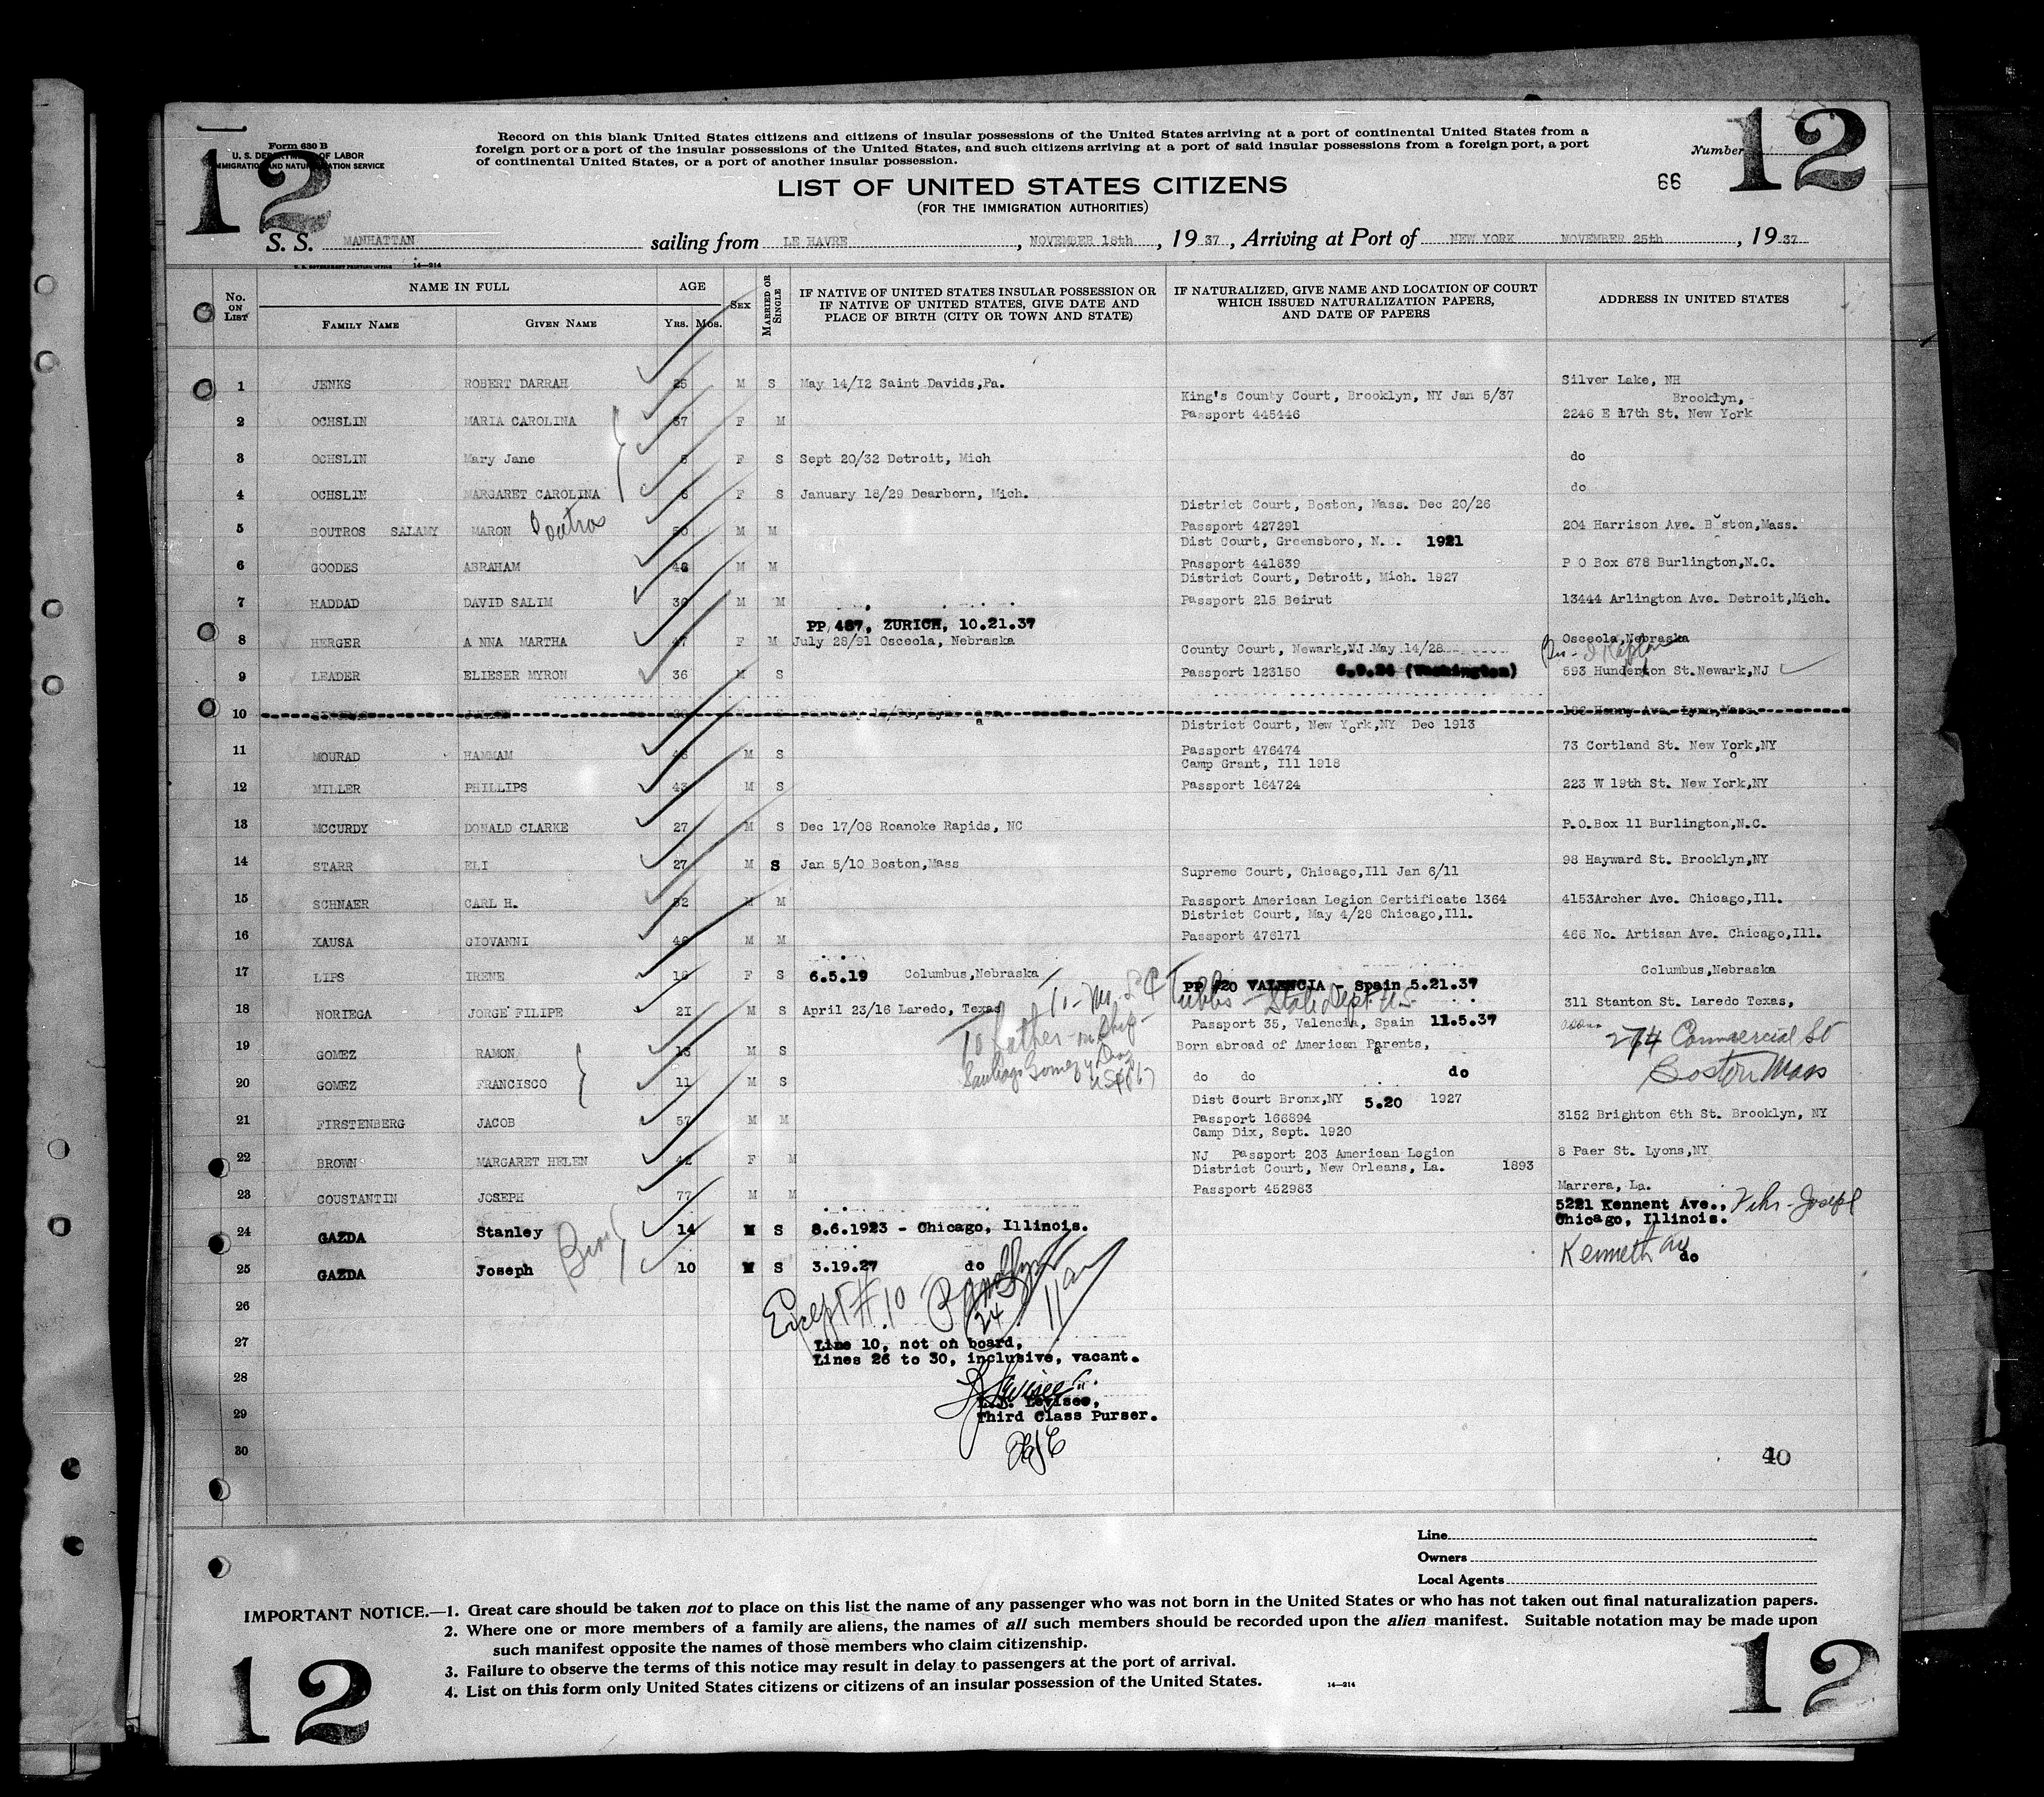 12
12
Form 630 B
U. S. DEPARTMENT OF LABOR
IMMIGRATION AND NATURALIZATION SERVICE
Record on this blank United States citizens and citizens of insular possessions of the United States arriving at a port of continental United States from a
foreign port or a port of the insular possessions of the United States, and such citizens arriving at a port of said insular possessions from a foreign port, a port
of continental United States, or a port of another insular possession.
Number
LIST OF UNITED STATES CITIZENS
66
(FOR THE IMMIGRATION AUTHORITIES)
S. S. MANHATTAN sailing from LE HAVRE, NOVEMBER 18th, 1937, Arriving at Port of NEW YORK NOVEMBER 25th, 1937
U. S. GOVERNMENT PRINTING OFFICE 14—214
No. ON LIST
NAME IN FULL
FAMILY NAME
GIVEN NAME
AGE
YRS. MOS.
SEX
MARRIED OR SINGLE
IF NATIVE OF UNITED STATES INSULAR POSSESSION OR
IF NATIVE OF UNITED STATES, GIVE DATE AND
PLACE OF BIRTH (CITY OR TOWN AND STATE)
IF NATURALIZED, GIVE NAME AND LOCATION OF COURT
WHICH ISSUED NATURALIZATION PAPERS,
AND DATE OF PAPERS
ADDRESS IN UNITED STATES
1 JENKS ROBERT DARRAH 25 M S May 14/12 Saint Davids,Pa. Silver Lake, NH
King's County Court, Brooklyn, NY Jan 5/37 Brooklyn,
2 OCHSLIN MARIA CAROLINA 37 F M Passport 445446 2246 E 17th St. New York
3 OCHSLIN Mary Jane F S Sept 20/32 Detroit, Mich do
4 OCHSLIN MARGARET CAROLINA F S January 18/29 Dearborn, Mich. do
District Court, Boston, Mass. Dec 20/26
5 BOUTROS SALAMY MARON Boutros 50 M M Passport 427291 204 Harrison Ave. Boston,Mass.
Dist Court, Greensboro, N. . 1921
6 GOODES ABRAHAM 48 M M Passport 441839 P O Box 678 Burlington,N.C.
District Court, Detroit, Mich. 1927
7 HADDAD DAVID SALIM 30 M M Passport 215 Beirut 13444 Arlington Ave. Detroit,Mich.
PP 487, ZURICH, 10.21.37
8 HERGER A NNA MARTHA 47 F M July 28/91 Osceola, Nebraska Osceola,Nebraska
County Court, Newark,NJ May 14/28
9 LEADER ELIESER MYRON 36 M S Passport 123150 (Washington) 593 Hunderton St.Newark,NJ
10 Henry Ave. Lynn,Mass.
District Court, New York,NY Dec 1913
11 MOURAD HAMMAM M S Passport 476474 73 Cortland St. New York,NY
Camp Grant, Ill 1918
12 MILLER PHILLIPS 43 M S Passport 164724 223 W 19th St. New York,NY
13 MCCURDY DONALD CLARKE 27 M S Dec 17/08 Roanoke Rapids, NC P.O.Box 11 Burlington,N.C.
14 STARR ELI 27 M S Jan 5/10 Boston,Mass 98 Hayward St. Brooklyn,NY
Supreme Court, Chicago,Ill Jan 6/11
15 SCHNAER CARL H. 52 M M Passport American Legion Certificate 1364 4153Archer Ave. Chicago,Ill.
District Court, May 4/28 Chicago,Ill.
16 XAUSA GIOVANNI 46 M M Passport 476171 466 No. Artisan Ave. Chicago,Ill.
17 LIPS IRENE 18 F S 6.5.19 Columbus,Nebraska Columbus,Nebraska
PP #20 VALENCIA - Spain 5.21.37
Tubbs - State Dept U.S.
18 NORIEGA JORGE FILIPE 21 M S April 23/16 Laredo, Texas 311 Stanton St. Laredo Texas,
Passport 35, Valencia, Spain 11.5.37
To father - on Ship -
19 GOMEZ RAMON 13 M S Born abroad of American Parents, 274 Commercial St
Santiago Gomez y Diaz
20 GOMEZ FRANCISCO 11 M S do do do Boston Mass
Dist Court Bronx,NY 5.20 1927
21 FIRSTENBERG JACOB 57 M M Passport 166894 3152 Brighton 6th St. Brooklyn, NY
Camp Dix, Sept. 1920
22 BROWN MARGARET HELEN 42 F M NJ Passport 203 American Legion 8 Paer St. Lyons,NY
District Court, New Orleans, La. 1893
23 COUSTANTIN JOSEPH 77 M M Passport 452983 Marrera, La.
5221 Kennent Ave., Joseph
Chicago, Illinois.
24 GAZDA Stanley 14 M S 8.6.1923 - Chicago, Illinois.
Kenneth av
25 GAZDA Joseph 10 M S 3.19.27 do do
26
Except #10
27
Line 10, not on board,
Lines 26 to 30, inclusive, vacant.
28
29
Levisee,
Third Class Purser.
30
40
Line
Owners
Local Agents
IMPORTANT NOTICE.—1. Great care should be taken not to place on this list the name of any passenger who was not born in the United States or who has not taken out final naturalization papers.
2. Where one or more members of a family are aliens, the names of all such members should be recorded upon the alien manifest. Suitable notation may be made upon
such manifest opposite the names of those members who claim citizenship.
3. Failure to observe the terms of this notice may result in delay to passengers at the port of arrival.
4. List on this form only United States citizens or citizens of an insular possession of the United States.
14—214
12
12